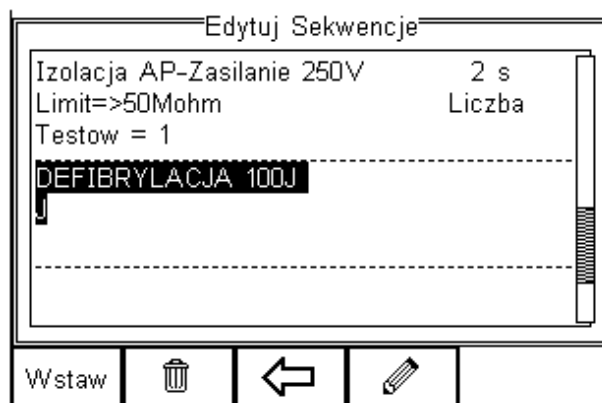 Edytuj Sekwencje
Izolacja AP-Zasilanie 250V 2 s
Limit=>50Mohm Liczba
Testow = 1
DEFIBRYLACJA 100J
J
Wstaw